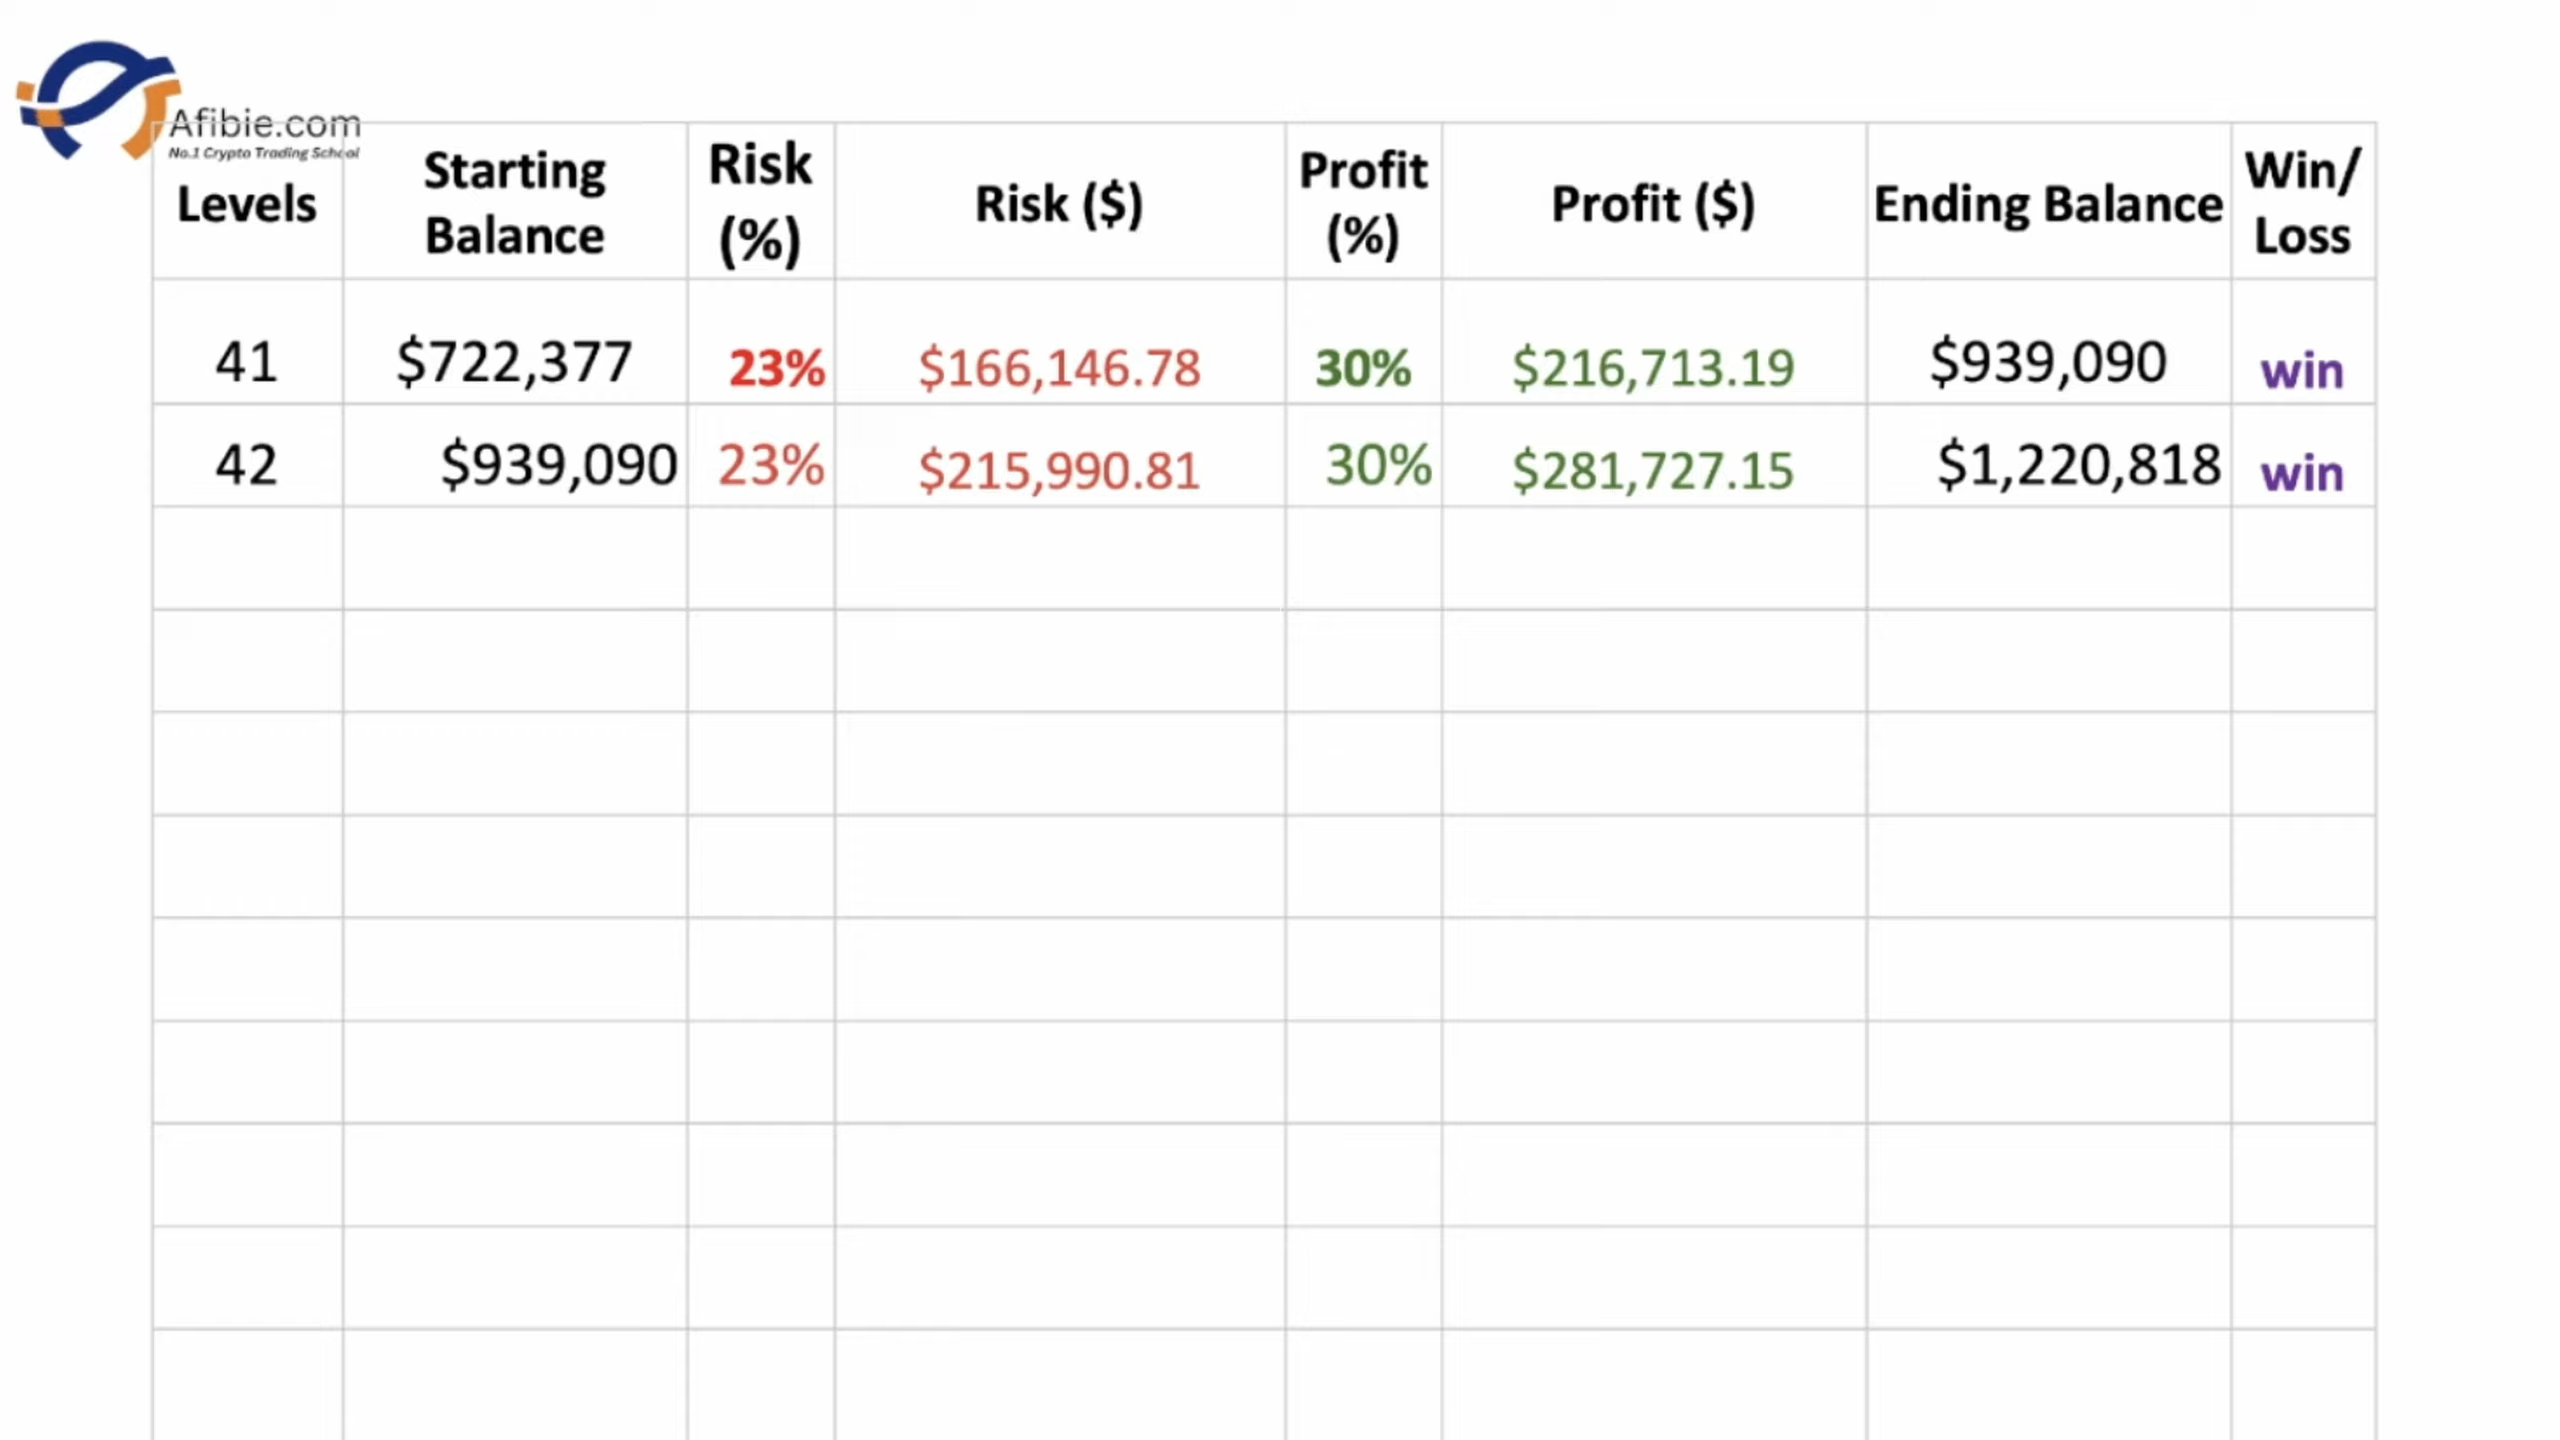 Afibie.com
No.1 Crypto Trading School
Levels Starting Balance Risk (%) Risk ($) Profit (%) Profit ($) Ending Balance Win/ Loss
41 $722,377 23% $166,146.78 30% $216,713.19 $939,090 win
42 $939,090 23% $215,990.81 30% $281,727.15 $1,220,818 win